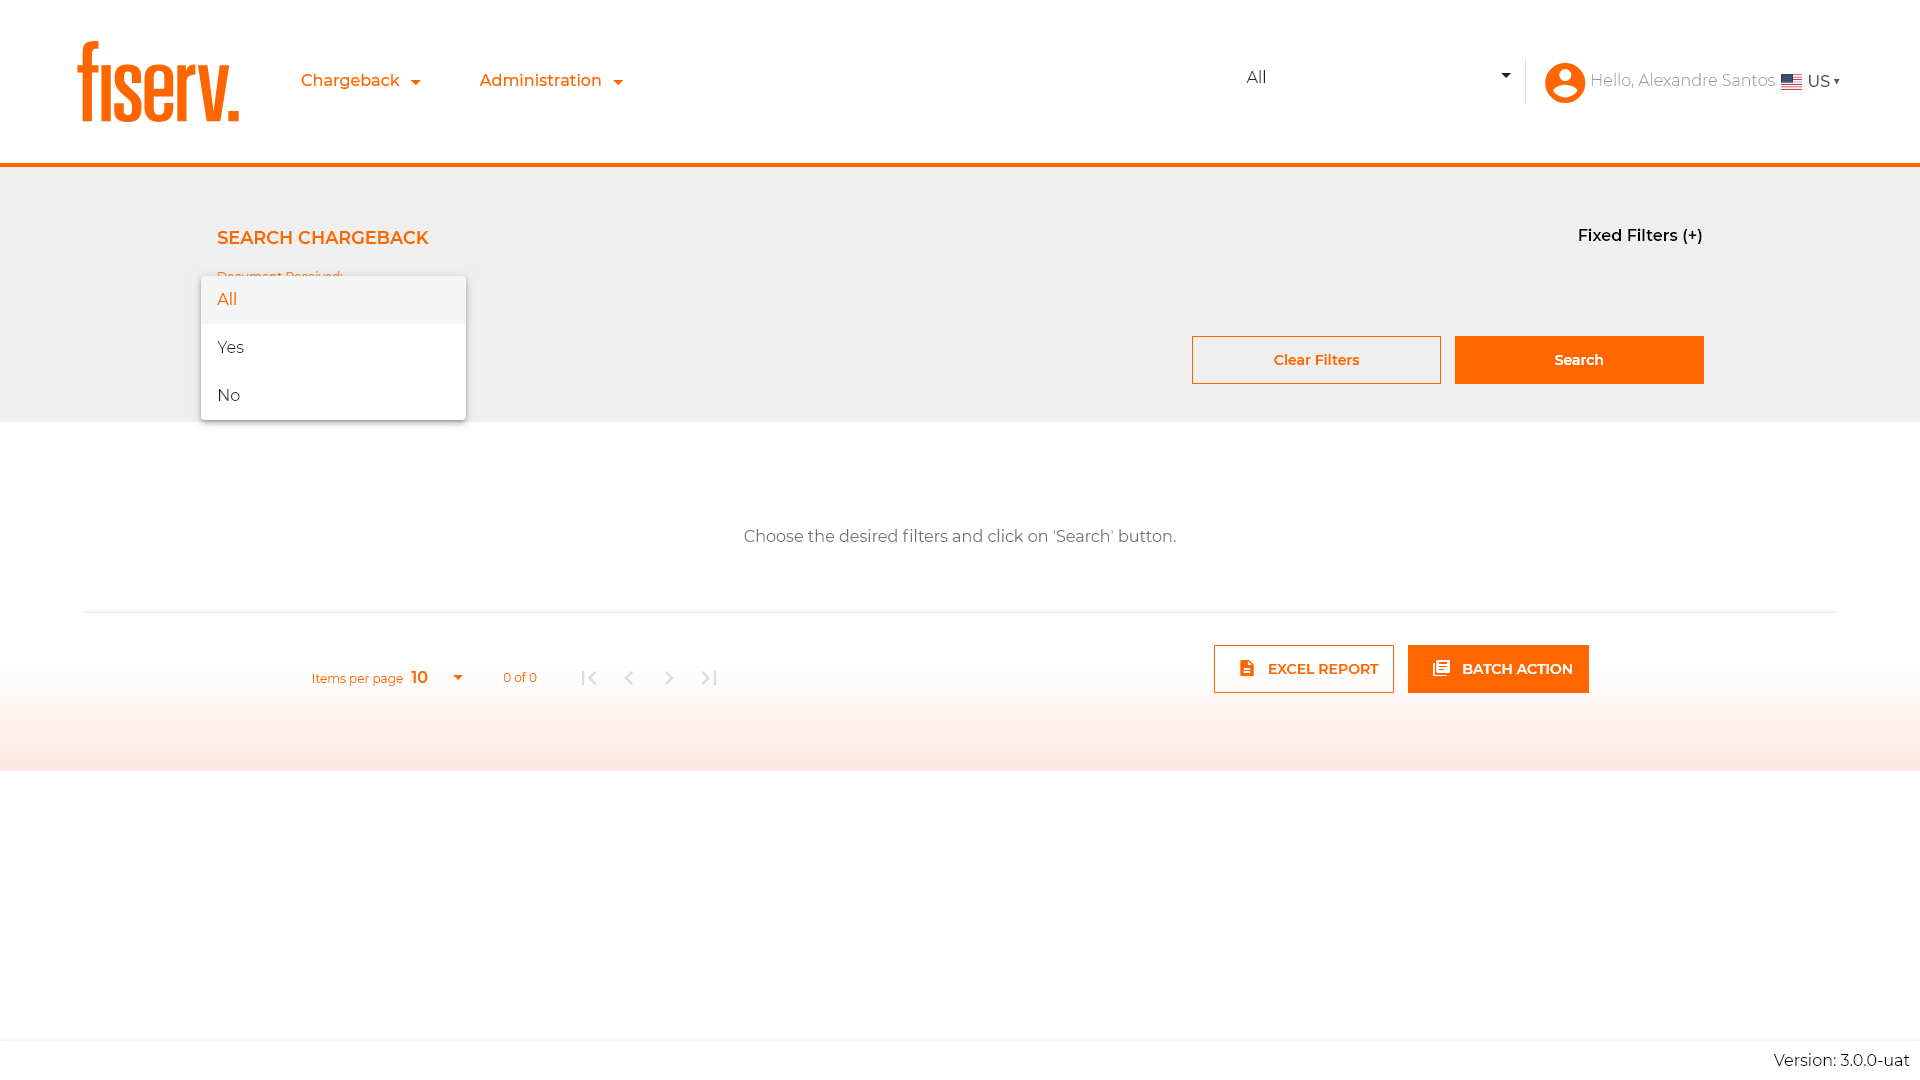 fiserv.
Chargeback
Administration
All
Hello, Alexandre Santos
US
SEARCH CHARGEBACK
Fixed Filters (+)
Document Received:
All
Yes
No
Clear Filters
Search
Choose the desired filters and click on 'Search' button.
Items per page 10
0 of 0
EXCEL REPORT
BATCH ACTION
Version: 3.0.0-uat